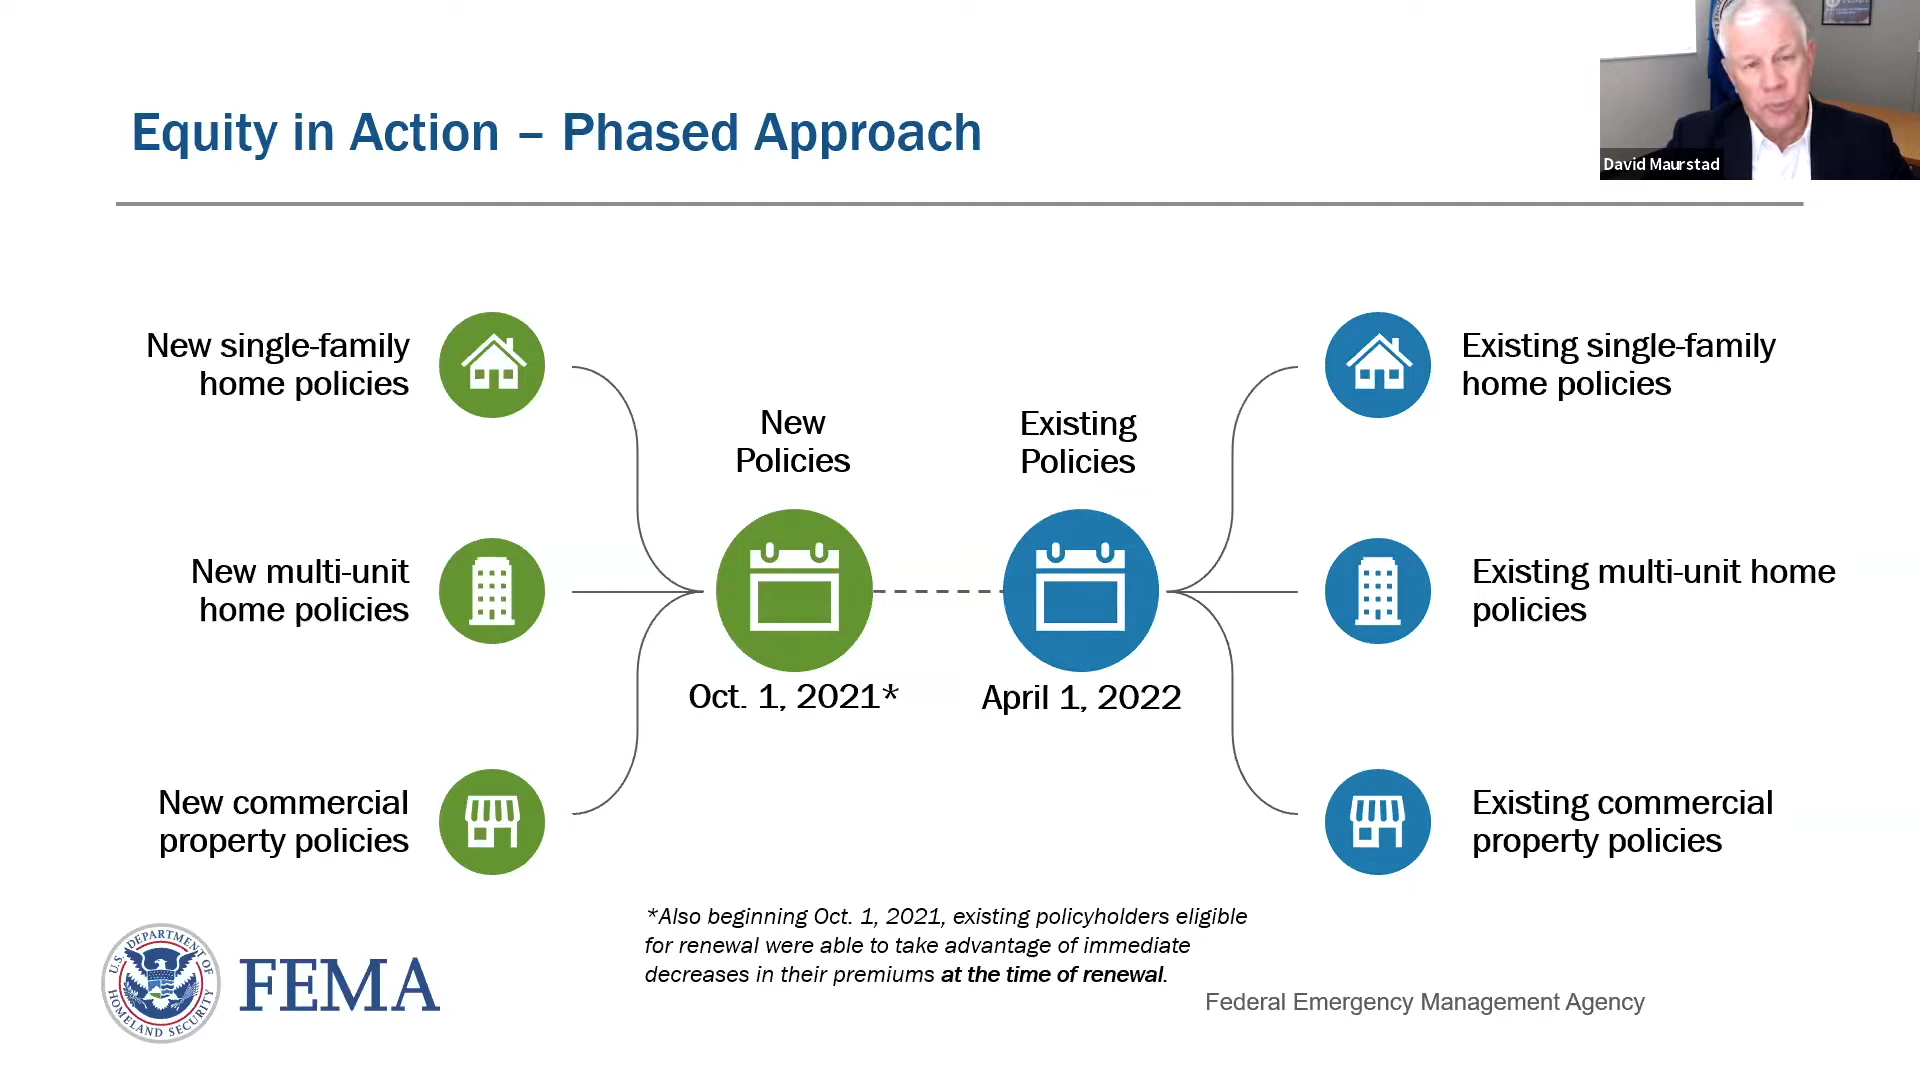 Equity in Action – Phased Approach
David Maurstad
New single-family
home policies
New multi-unit
home policies
New commercial
property policies
New
Policies
Oct. 1, 2021*
Existing
Policies
April 1, 2022
Existing single-family
home policies
Existing multi-unit home
policies
Existing commercial
property policies
*Also beginning Oct. 1, 2021, existing policyholders eligible
for renewal were able to take advantage of immediate
decreases in their premiums at the time of renewal.
U.S. DEPARTMENT OF
HOMELAND SECURITY
FEMA
Federal Emergency Management Agency